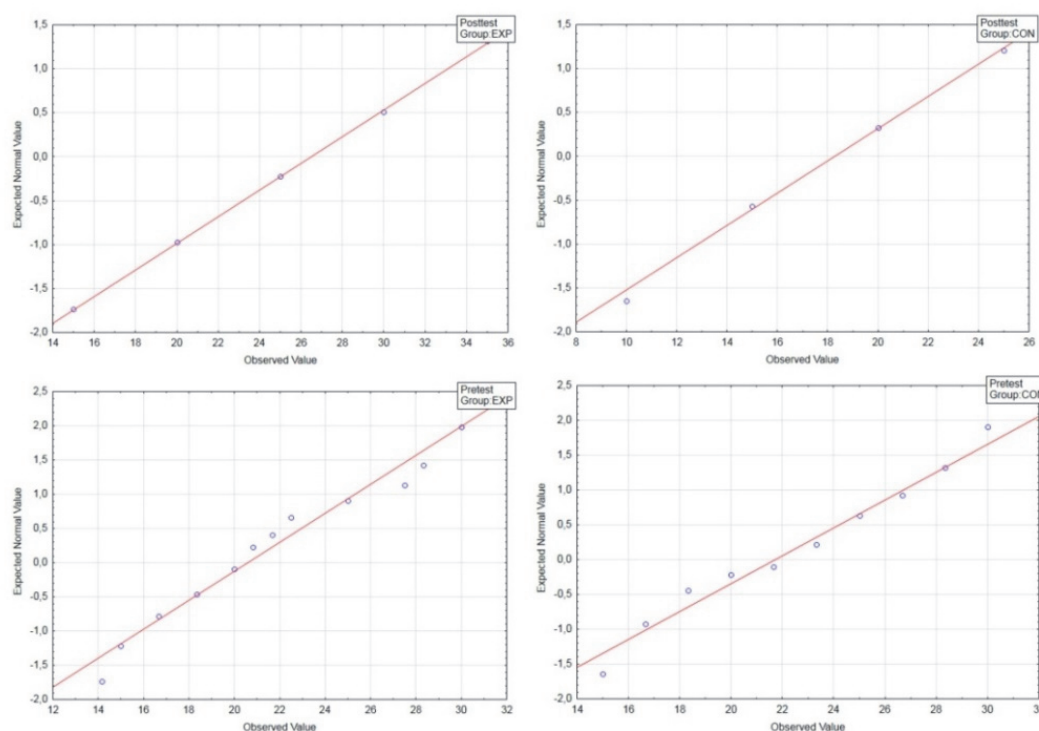 Posttest
Group:EXP
1,5
1,0
0,5
0,0
-0,5
-1,0
-1,5
-2,0
Expected Normal Value
14 16 18 20 22 24 26 28 30 32 34 36
Observed Value
Posttest
Group:CON
1,5
1,0
0,5
0,0
-0,5
-1,0
-1,5
-2,0
Expected Normal Value
8 10 12 14 16 18 20 22 24 26
Observed Value
Pretest
Group:EXP
2,5
2,0
1,5
1,0
0,5
0,0
-0,5
-1,0
-1,5
-2,0
Expected Normal Value
12 14 16 18 20 22 24 26 28 30 32
Observed Value
Pretest
Group:CON
2,5
2,0
1,5
1,0
0,5
0,0
-0,5
-1,0
-1,5
-2,0
Expected Normal Value
14 16 18 20 22 24 26 28 30 32
Observed Value